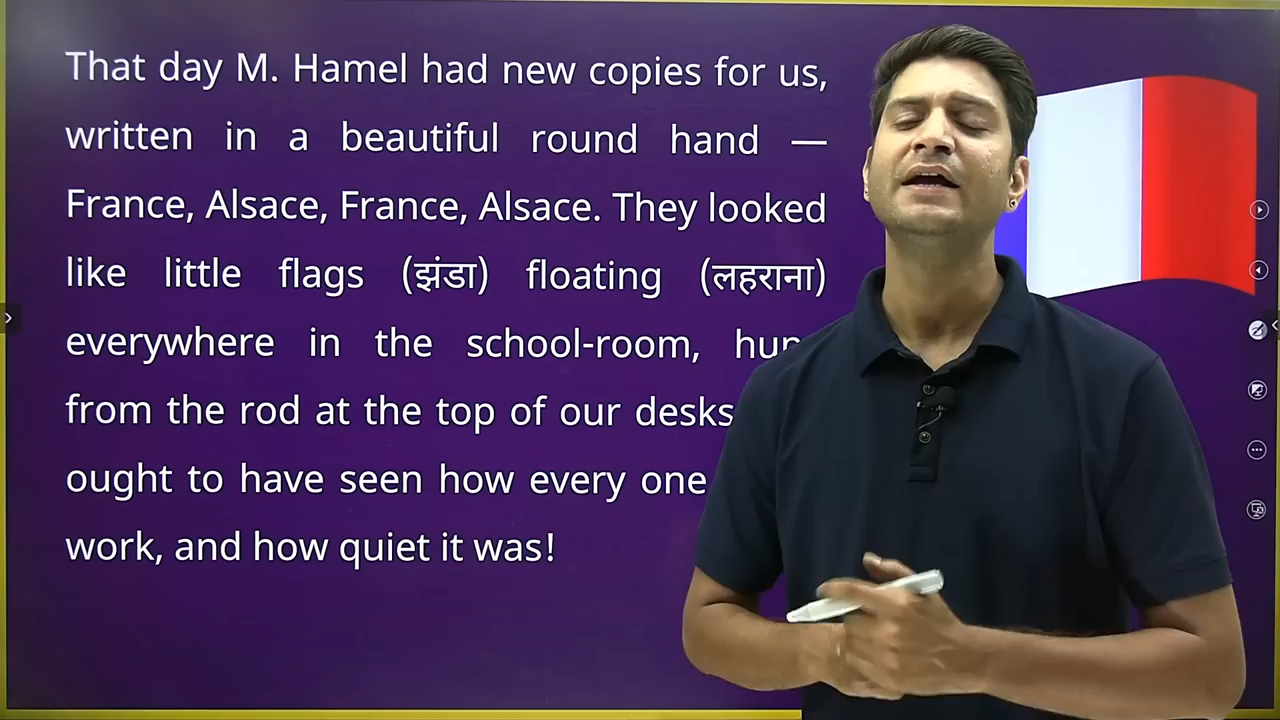 That day M. Hamel had new copies for us,
written in a beautiful round hand —
France, Alsace, France, Alsace. They looked
like little flags (झंडा) floating (लहराना)
everywhere in the school-room,
from the rod at the top of our desks
ought to have seen how every one
work, and how quiet it was!